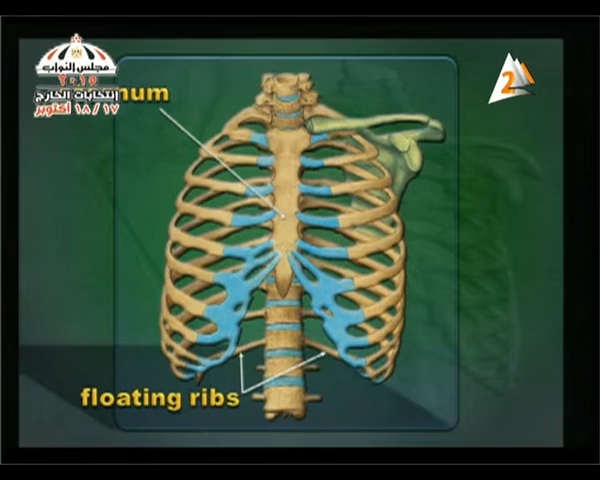 مجلس النواب
٢٠١٥
انتخابات الخارج
١٧ / ١٨ أكتوبر
num
2
floating ribs